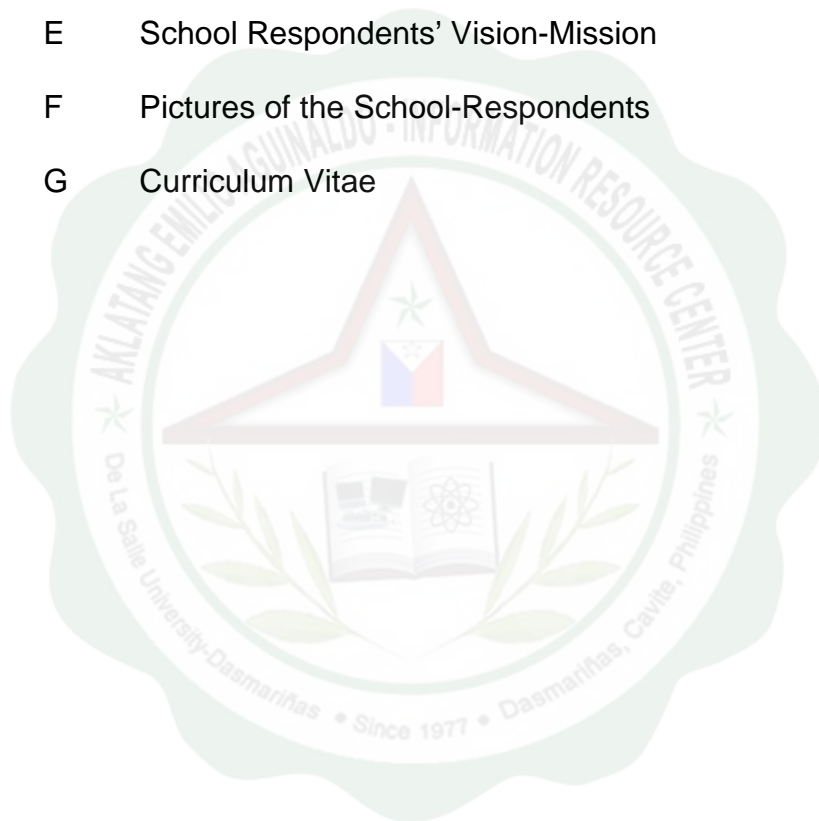 E School Respondents’ Vision-Mission
F Pictures of the School-Respondents
G Curriculum Vitae
AKLATANG EMILIO AGUINALDO - INFORMATION RESOURCE CENTER
De La Salle University-Dasmariñas • Since 1977 • Dasmariñas, Cavite, Philippines